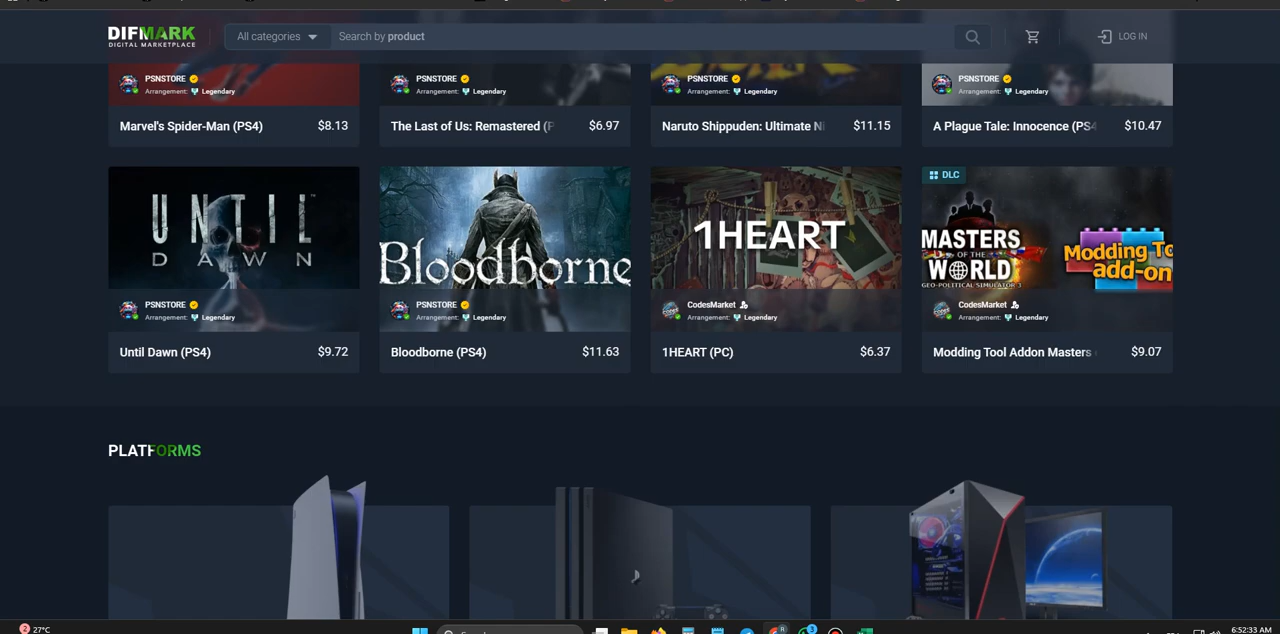 DIFMARK
DIGITAL MARKETPLACE
All categories
Search by product
LOG IN
PSNSTORE
Arrangement: Legendary
PSNSTORE
Arrangement: Legendary
PSNSTORE
Arrangement: Legendary
PSNSTORE
Arrangement: Legendary
Marvel's Spider-Man (PS4) $8.13
The Last of Us: Remastered (P $6.97
Naruto Shippuden: Ultimate Ni $11.15
A Plague Tale: Innocence (PS4 $10.47
UNTIL
DAWN
Bloodborne
1HEART
DLC
MASTERS
OF THE
WORLD
GEO-POLITICAL SIMULATOR 3
Modding To
add-on
PSNSTORE
Arrangement: Legendary
PSNSTORE
Arrangement: Legendary
CodesMarket
Arrangement: Legendary
CodesMarket
Arrangement: Legendary
Until Dawn (PS4) $9.72
Bloodborne (PS4) $11.63
1HEART (PC) $6.37
Modding Tool Addon Masters $9.07
PLATFORMS
2
27°C
3
6:52:33 AM